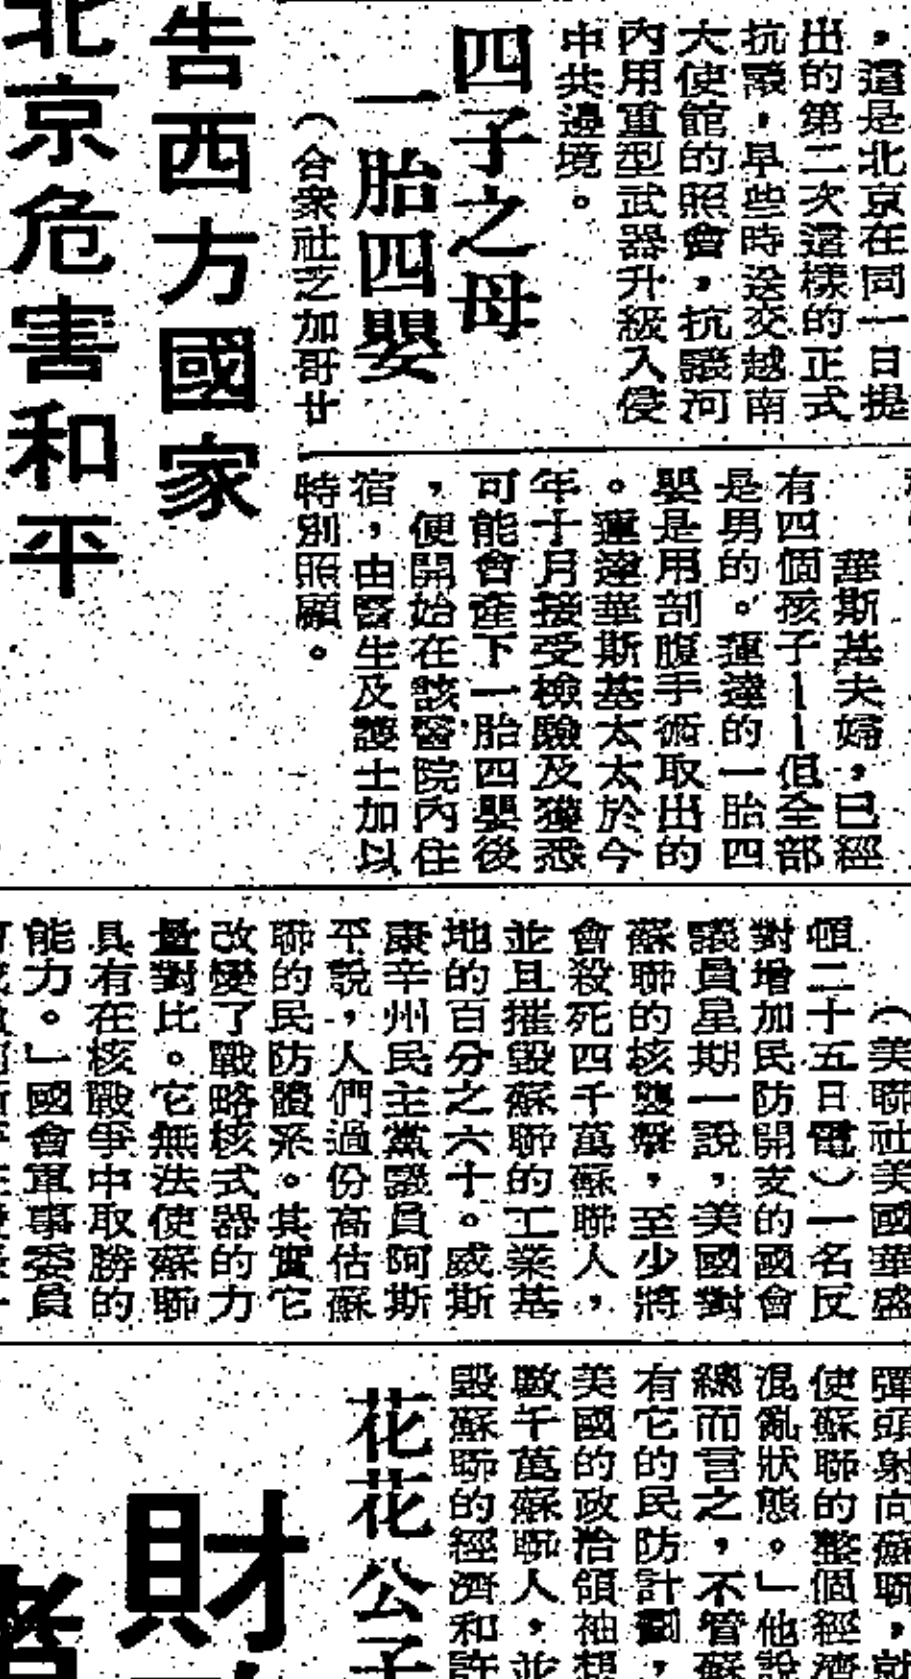 ，這是北京在同一日提
出的第二次這樣的正式
抗議，早些時送交越南
大使館的照會，抗議河
內用重型武器升級入侵
中共邊境。
四子之母
一胎四嬰
（合衆社芝加哥廿
告西方國家
北京危害和平
華斯基夫婦，已經
有四個孩子——但全部
是男的。蓮達的一胎四
嬰是用剖腹手術取出的
。蓮達華斯基太太於今
年十月接受檢驗及獲悉
可能會產下一胎四嬰後
，便開始在該醫院內住
宿，由醫生及護士加以
特別照顧。
（美聯社美國華盛
頓二十五日電）一名反
對增加民防開支的國會
議員星期一說，美國對
蘇聯的核襲擊，至少將
會殺死四千萬蘇聯人，
並且摧毀蘇聯的工業基
地的百分之六十。威斯
康辛州民主黨議員阿斯
平說，人們過份高估蘇
聯的民防體系。其實它
改變了戰略核式器的力
量對比。它無法使蘇聯
具有在核戰爭中取勝的
能力。」國會軍事委員
彈頭射向蘇聯，就
使蘇聯的整個經濟
混亂狀態。」他說
總而言之，不管蘇
有它的民防計劃，
美國的政治領袖想
數千萬蘇聯人，並
毀蘇聯的經濟和許
花花公子
財
者